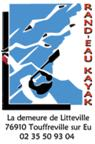 RAND-EAU KAYAK
La demeure de Litteville
76910 Touffreville sur Eu
02 35 50 93 04